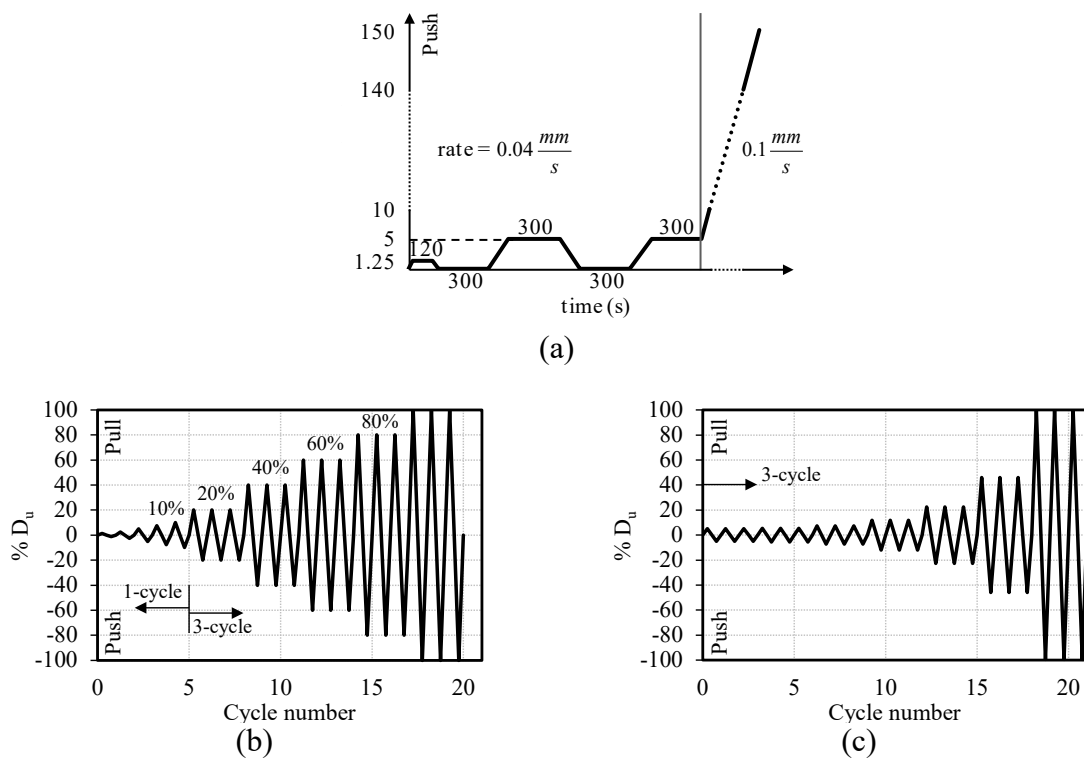 150
Push
140
rate = 0.04 mm/s
0.1 mm/s
10
5
1.25
120
300
300
300
300
time (s)
(a)
100
80
60
40
20
0
-20
-40
-60
-80
-100
% Du
Pull
Push
10%
20%
40%
60%
80%
1-cycle
3-cycle
0 5 10 15 20
Cycle number
(b)
100
80
60
40
20
0
-20
-40
-60
-80
-100
% Du
Pull
Push
3-cycle
0 5 10 15 20
Cycle number
(c)